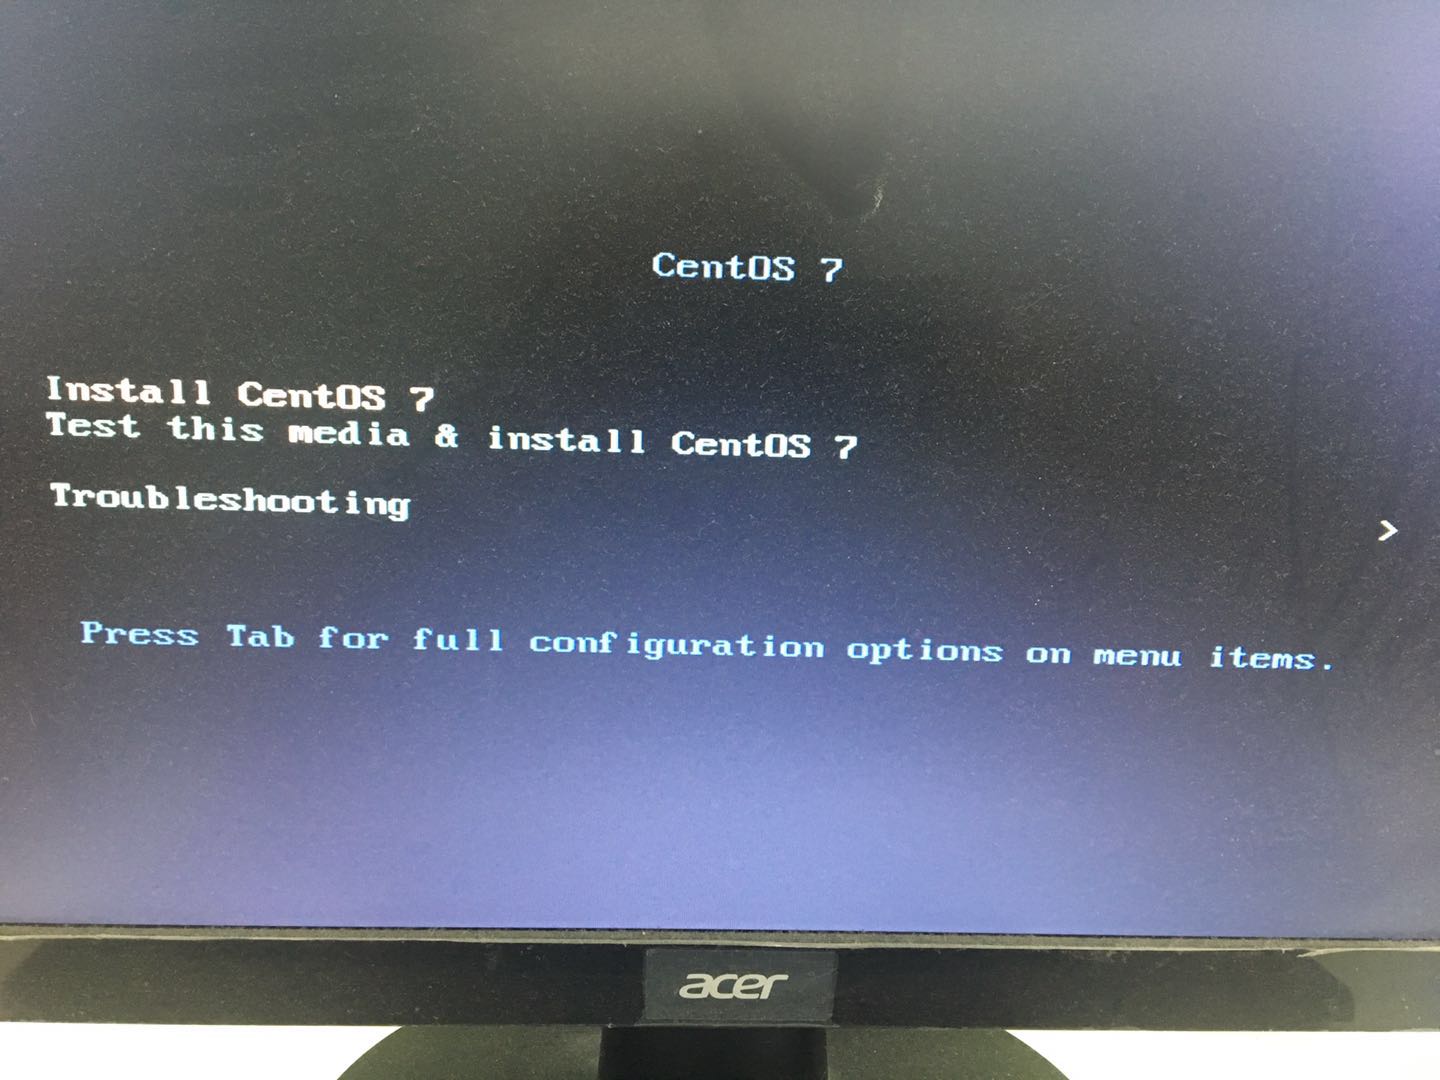 CentOS 7
Install CentOS 7
Test this media & install CentOS 7
Troubleshooting >
Press Tab for full configuration options on menu items.
acer